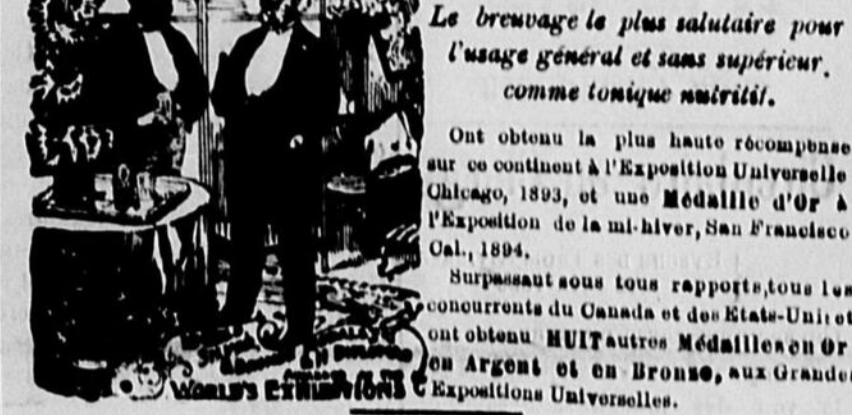 Le breuvage le plus salutaire pour
l'usage général et sans supérieur,
comme tonique nutritif.
Ont obtenu la plus haute récompense
sur ce continent à l'Exposition Universelle
Chicago, 1893, et une Médaille d'Or à
l'Exposition de la mi-hiver, San Francisco
Cal., 1894.
Surpassant sous tous rapports, tous les
concurrents du Canada et des Etats-Unis et
ont obtenu HUIT autres Médailles en Or
en Argent et en Bronze, aux Grandes
Expositions Universelles.
WORLD'S EXHIBITIONS